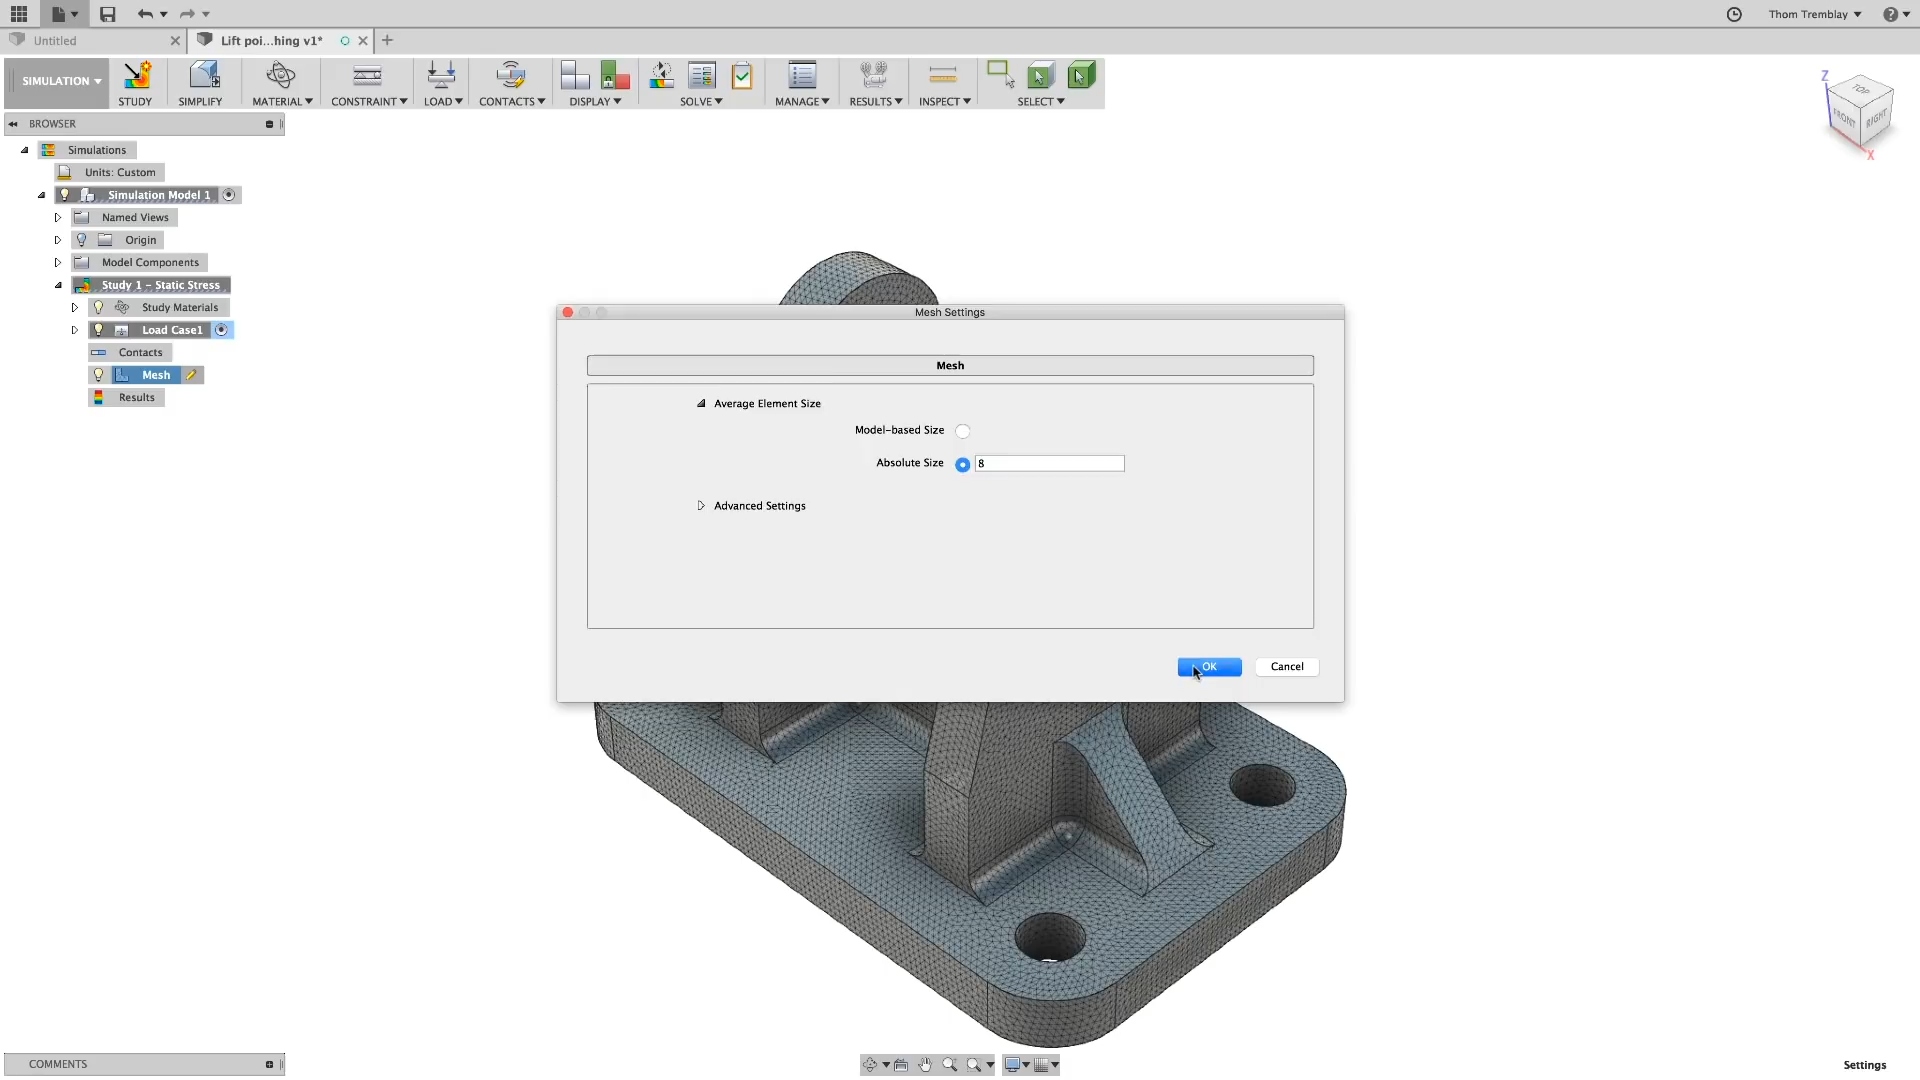 Thom Tremblay
Untitled
Lift poi...hing v1*
SIMULATION
STUDY
SIMPLIFY
MATERIAL
CONSTRAINT
LOAD
CONTACTS
DISPLAY
SOLVE
MANAGE
RESULTS
INSPECT
SELECT
Z
TOP
FRONT
RIGHT
X
BROWSER
Simulations
Units: Custom
Simulation Model 1
Named Views
Origin
Model Components
Study 1 - Static Stress
Study Materials
Load Case1
Contacts
Mesh
Results
Mesh Settings
Mesh
Average Element Size
Model-based Size
Absolute Size 8
Advanced Settings
OK
Cancel
COMMENTS
Settings